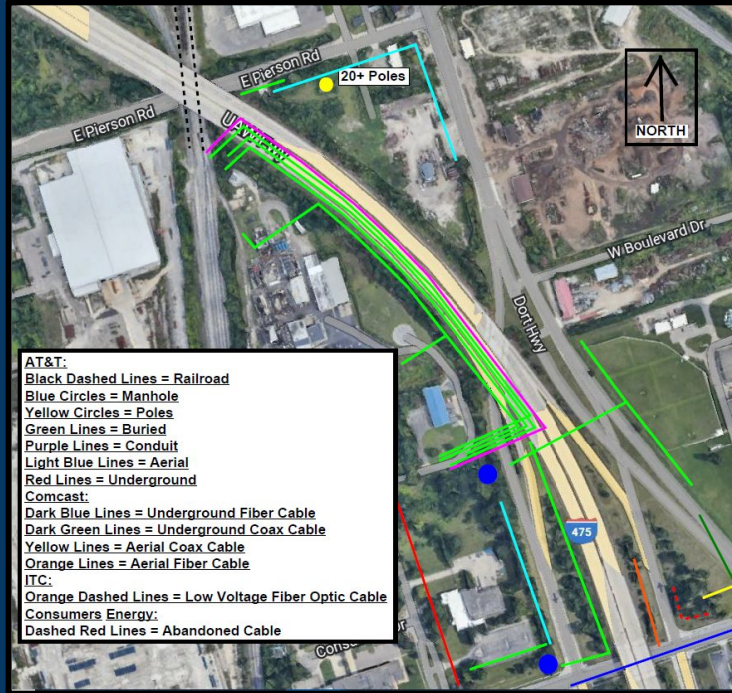 E Pierson Rd
20+ Poles
E Pierson Rd
NORTH
W Boulevard Dr
Dort Hwy
AT&T:
Black Dashed Lines = Railroad
Blue Circles = Manhole
Yellow Circles = Poles
Green Lines = Buried
Purple Lines = Conduit
Light Blue Lines = Aerial
Red Lines = Underground
Comcast:
Dark Blue Lines = Underground Fiber Cable
Dark Green Lines = Underground Coax Cable
Yellow Lines = Aerial Coax Cable
Orange Lines = Aerial Fiber Cable
ITC:
Orange Dashed Lines = Low Voltage Fiber Optic Cable
Consumers Energy:
Dashed Red Lines = Abandoned Cable
475